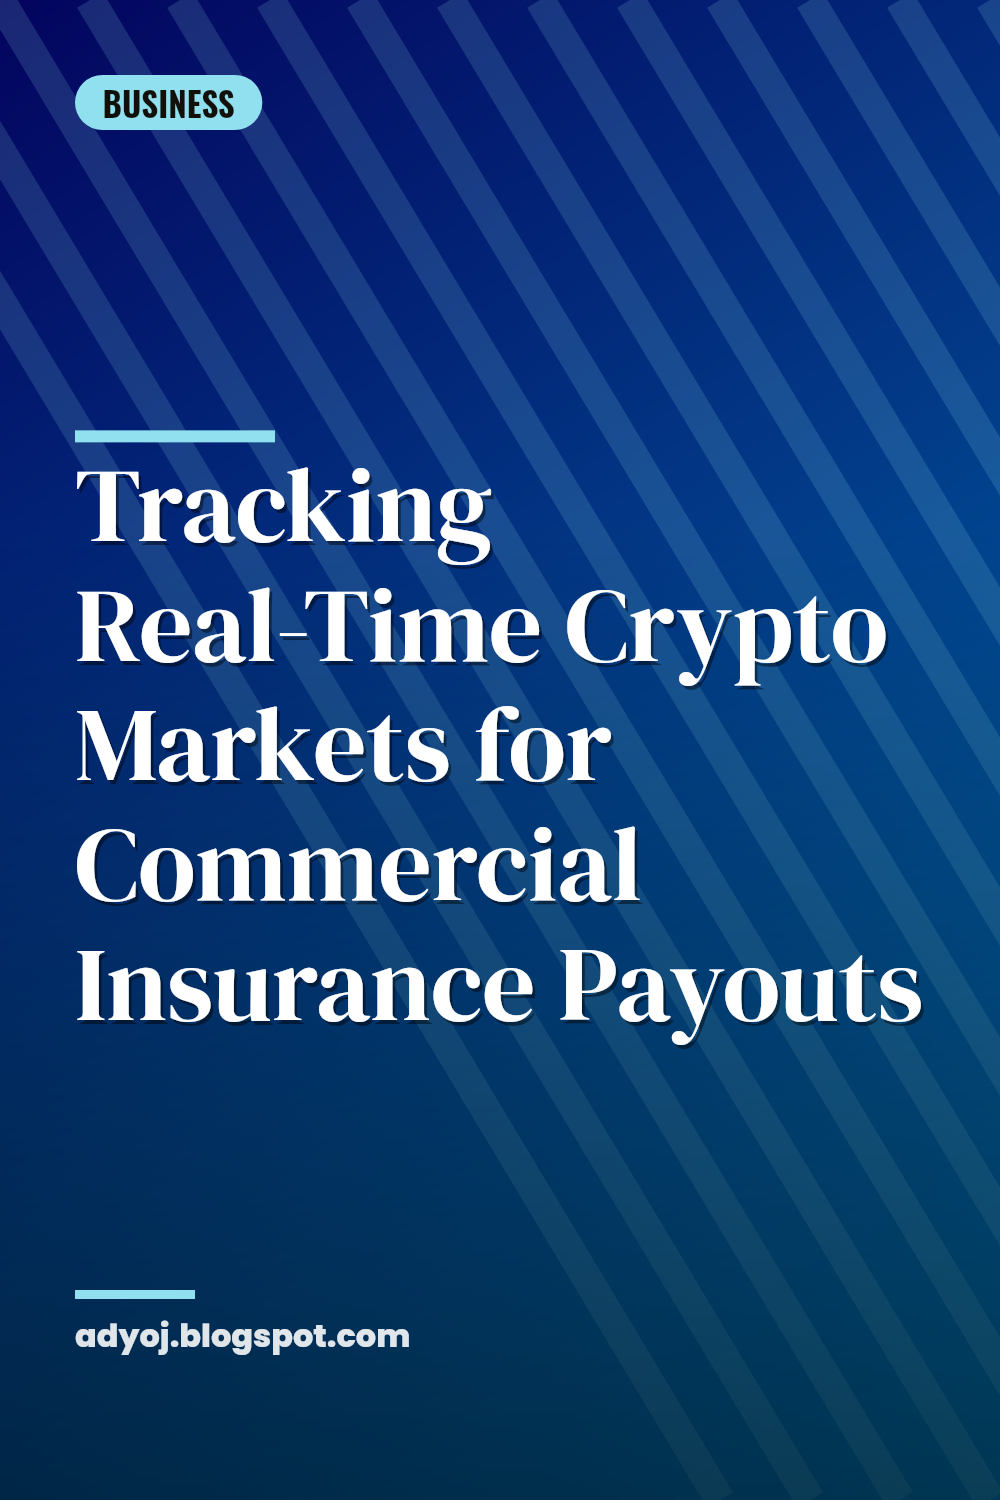 BUSINESS
Tracking
Real-Time Crypto
Markets for
Commercial
Insurance Payouts
adyoj.blogspot.com